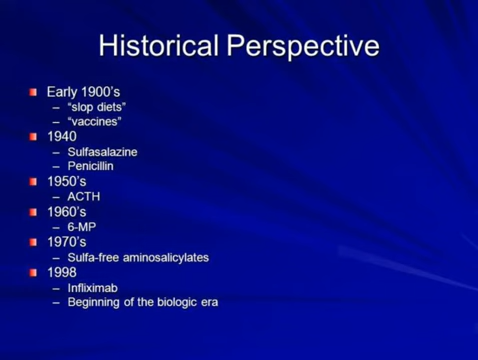 Historical Perspective
Early 1900's
– "slop diets"
– "vaccines"
1940
– Sulfasalazine
– Penicillin
1950's
– ACTH
1960's
– 6-MP
1970's
– Sulfa-free aminosalicylates
1998
– Infliximab
– Beginning of the biologic era